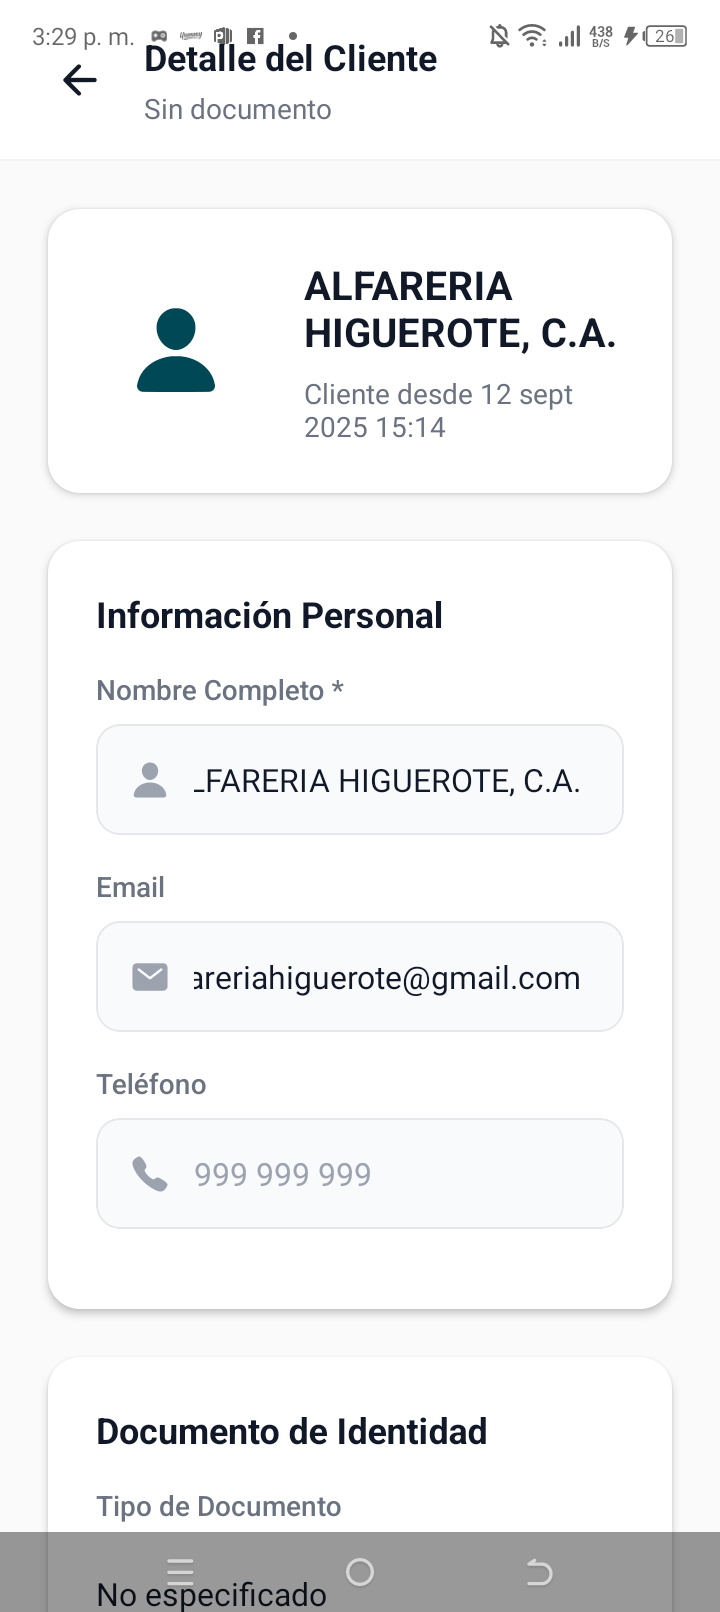 3:29 p. m.
438
B/S
26
Detalle del Cliente
Sin documento
ALFARERIA
HIGUEROTE, C.A.
Cliente desde 12 sept
2025 15:14
Información Personal
Nombre Completo *
LFARERIA HIGUEROTE, C.A.
Email
areriahiguerote@gmail.com
Teléfono
999 999 999
Documento de Identidad
Tipo de Documento
No especificado